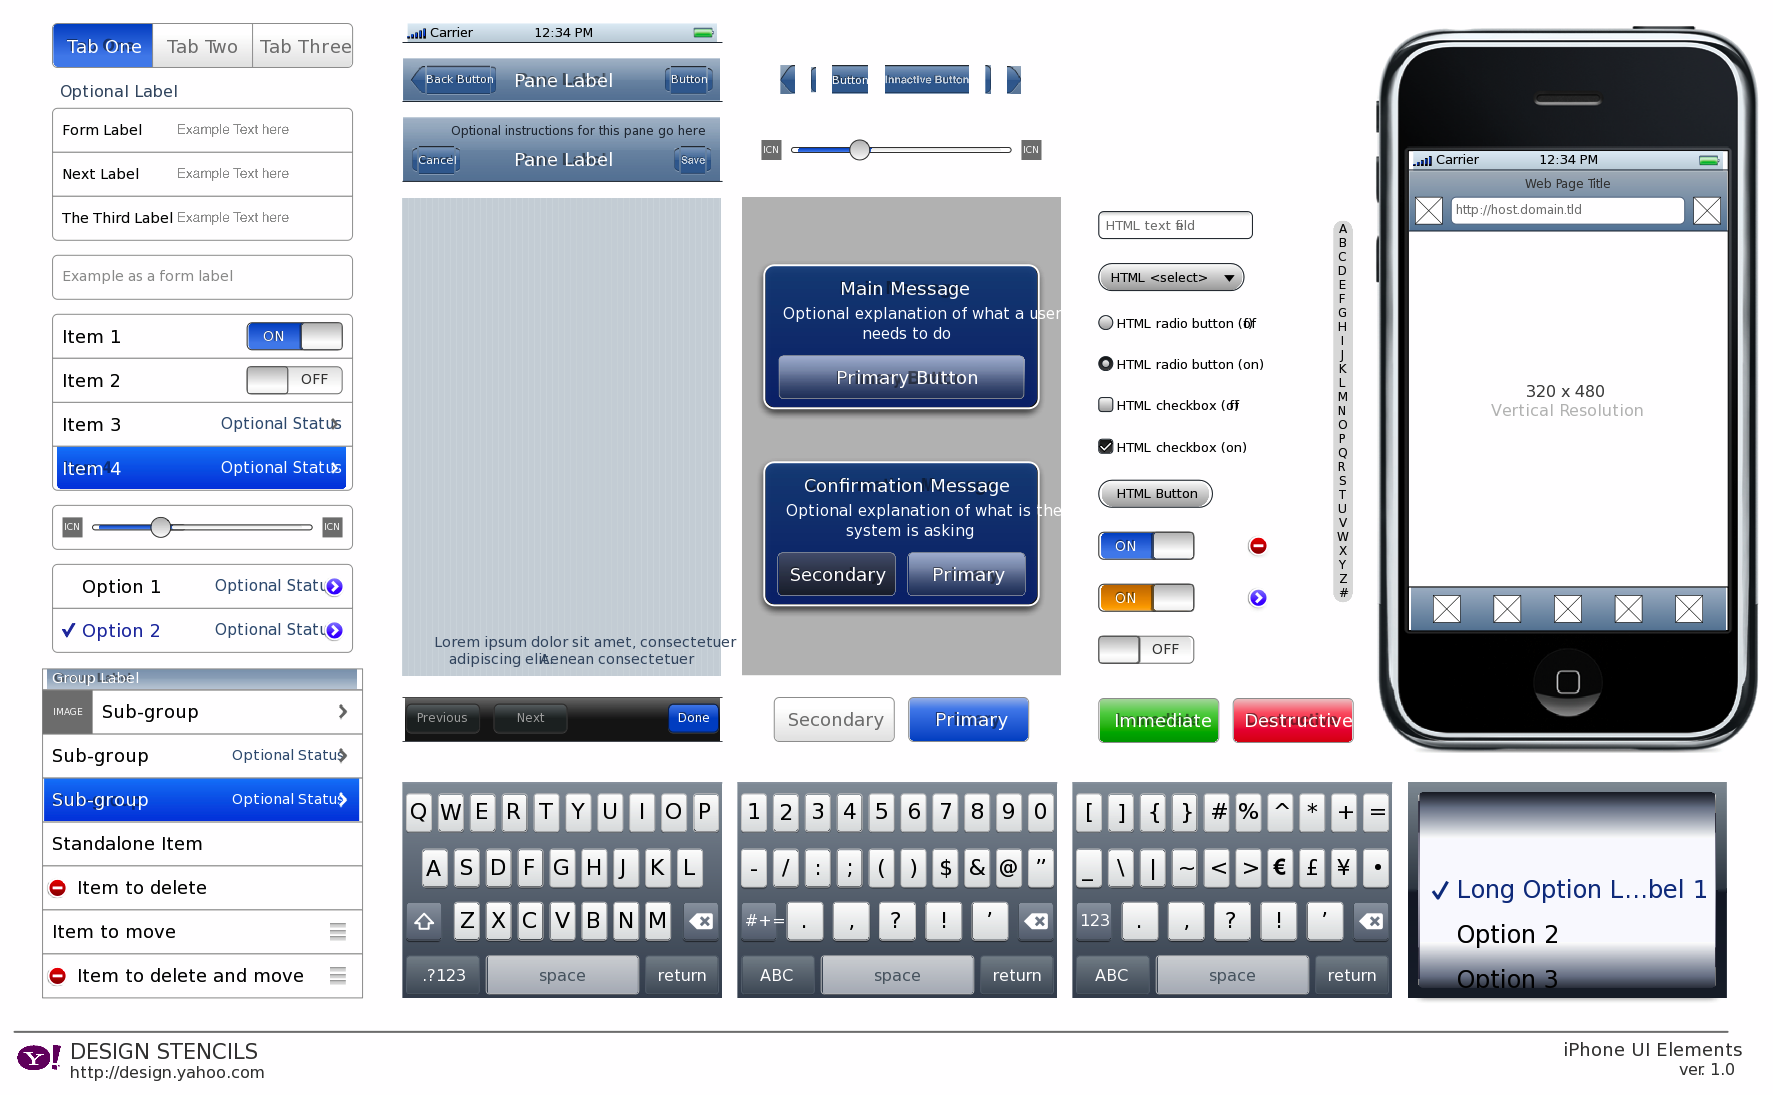 Tab One Tab Two Tab Three
Optional Label
Form Label Example Text here
Next Label Example Text here
The Third Label Example Text here
Example as a form label
Item 1 ON
Item 2 OFF
Item 3 Optional Status
Item 4 Optional Status
ICN ICN
Option 1 Optional Status
Option 2 Optional Status
Group Label
IMAGE Sub-group
Sub-group Optional Status
Sub-group Optional Status
Standalone Item
Item to delete
Item to move
Item to delete and move
Carrier 12:34 PM
Back Button Pane Label Button
Optional instructions for this pane go here
Cancel Pane Label Save
Lorem ipsum dolor sit amet, consectetuer
adipiscing elit. Aenean consectetuer
Previous Next Done
Button Innactive Button
ICN ICN
Main Message
Optional explanation of what a user
needs to do
Primary Button
Confirmation Message
Optional explanation of what is the
system is asking
Secondary Primary
Secondary Primary
HTML text field
HTML <select>
HTML radio button (off)
HTML radio button (on)
HTML checkbox (off)
HTML checkbox (on)
HTML Button
ON
ON
OFF
Immediate Destructive
A
B
C
D
E
F
G
H
I
J
K
L
M
N
O
P
Q
R
S
T
U
V
W
X
Y
Z
#
Carrier 12:34 PM
Web Page Title
http://host.domain.tld
320 x 480
Vertical Resolution
Q W E R T Y U I O P
A S D F G H J K L
Z X C V B N M
.?123 space return
1 2 3 4 5 6 7 8 9 0
- / : ; ( ) $ & @ ”
#+= . , ? ! ’
ABC space return
[ ] { } # % ^ * + =
_ \ | ~ < > € £ ¥ •
123 . , ? ! ’
ABC space return
Long Option L...bel 1
Option 2
Option 3
Y! DESIGN STENCILS
http://design.yahoo.com
iPhone UI Elements
ver. 1.0